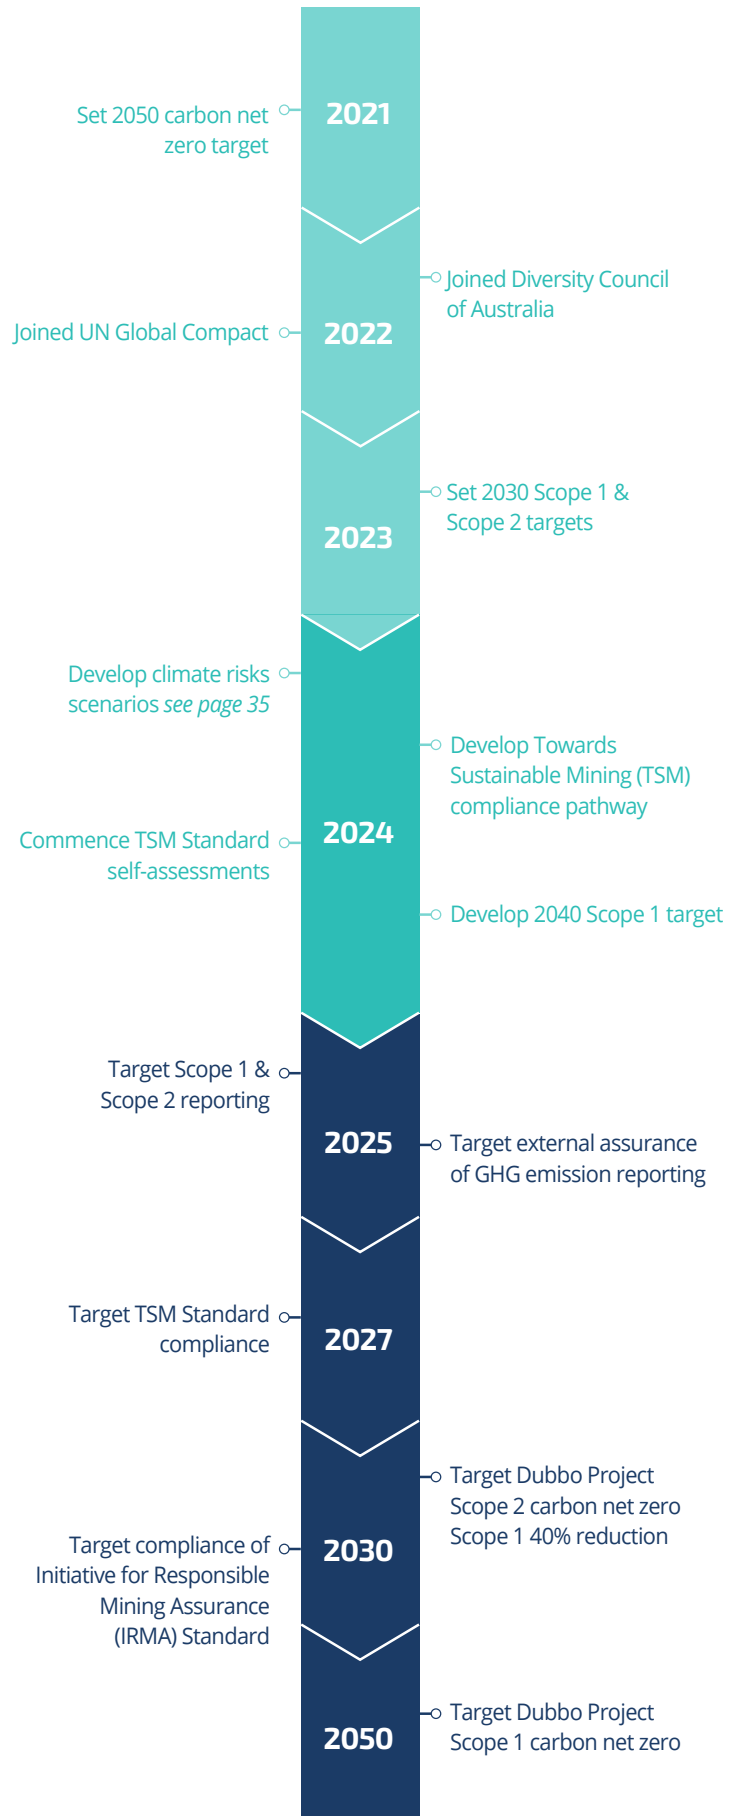 2021
Set 2050 carbon net
zero target
2022
Joined Diversity Council
of Australia
Joined UN Global Compact
2023
Set 2030 Scope 1 &
Scope 2 targets
2024
Develop climate risks
scenarios see page 35
Develop Towards
Sustainable Mining (TSM)
compliance pathway
Commence TSM Standard
self-assessments
Develop 2040 Scope 1 target
2025
Target Scope 1 &
Scope 2 reporting
Target external assurance
of GHG emission reporting
2027
Target TSM Standard
compliance
2030
Target Dubbo Project
Scope 2 carbon net zero
Scope 1 40% reduction
Target compliance of
Initiative for Responsible
Mining Assurance
(IRMA) Standard
2050
Target Dubbo Project
Scope 1 carbon net zero